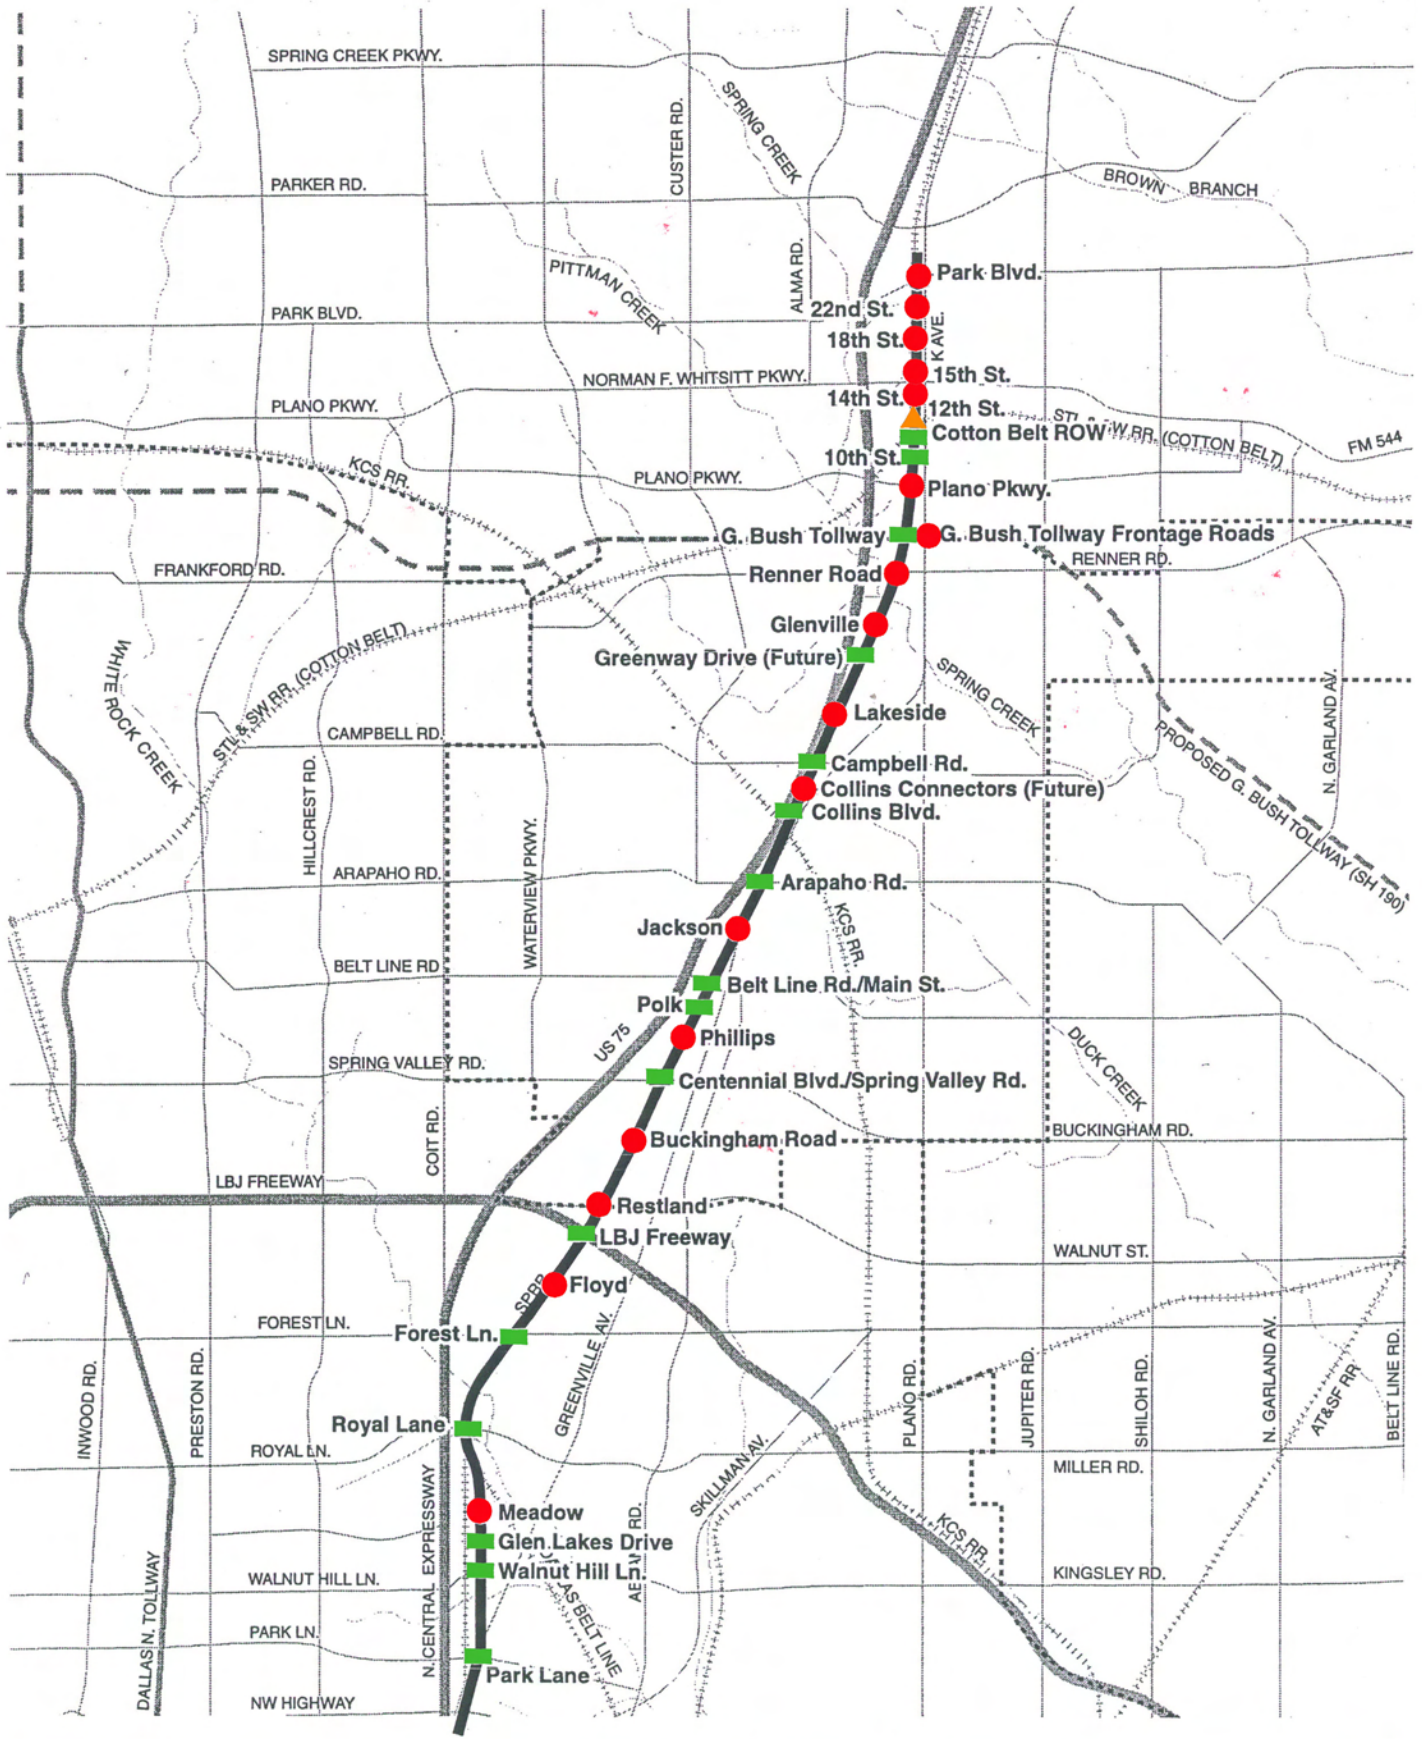 SPRING CREEK PKWY.
SPRING CREEK
CUSTER RD.
PARKER RD.
BROWN BRANCH
ALMA RD.
PITTMAN CREEK
Park Blvd.
22nd St.
PARK BLVD.
K AVE.
18th St.
15th St.
NORMAN F. WHITSITT PKWY.
14th St.
PLANO PKWY.
12th St.
STL & SW RR. (COTTON BELT)
Cotton Belt ROW
FM 544
10th St.
KCS RR.
PLANO PKWY.
Plano Pkwy.
G. Bush Tollway
G. Bush Tollway Frontage Roads
RENNER RD.
FRANKFORD RD.
Renner Road
Glenville
STL & SW RR. (COTTON BELT)
WHITE ROCK CREEK
Greenway Drive (Future)
SPRING CREEK
N. GARLAND AV.
Lakeside
CAMPBELL RD.
PROPOSED G. BUSH TOLLWAY (SH 190)
Campbell Rd.
HILLCREST RD.
Collins Connectors (Future)
Collins Blvd.
WATERVIEW PKWY.
ARAPAHO RD.
Arapaho Rd.
KCS RR.
Jackson
BELT LINE RD
Belt Line Rd./Main St.
Polk
US 75
Phillips
DUCK CREEK
SPRING VALLEY RD.
Centennial Blvd./Spring Valley Rd.
COIT RD.
BUCKINGHAM RD.
Buckingham Road
LBJ FREEWAY
Restland
LBJ Freeway
WALNUT ST.
SPRR
Floyd
FOREST LN.
Forest Ln.
GREENVILLE AV.
INWOOD RD.
PRESTON RD.
PLANO RD.
JUPITER RD.
SHILOH RD.
N. GARLAND AV.
AT&SF RR
BELT LINE RD.
Royal Lane
ROYAL LN.
SKILLMAN AV.
MILLER RD.
N. CENTRAL EXPRESSWAY
Meadow
RD.
KCS RR.
Glen Lakes Drive
WALNUT HILL LN.
Walnut Hill Ln.
KINGSLEY RD.
DALLAS N. TOLLWAY
BELT LINE
PARK LN.
Park Lane
NW HIGHWAY